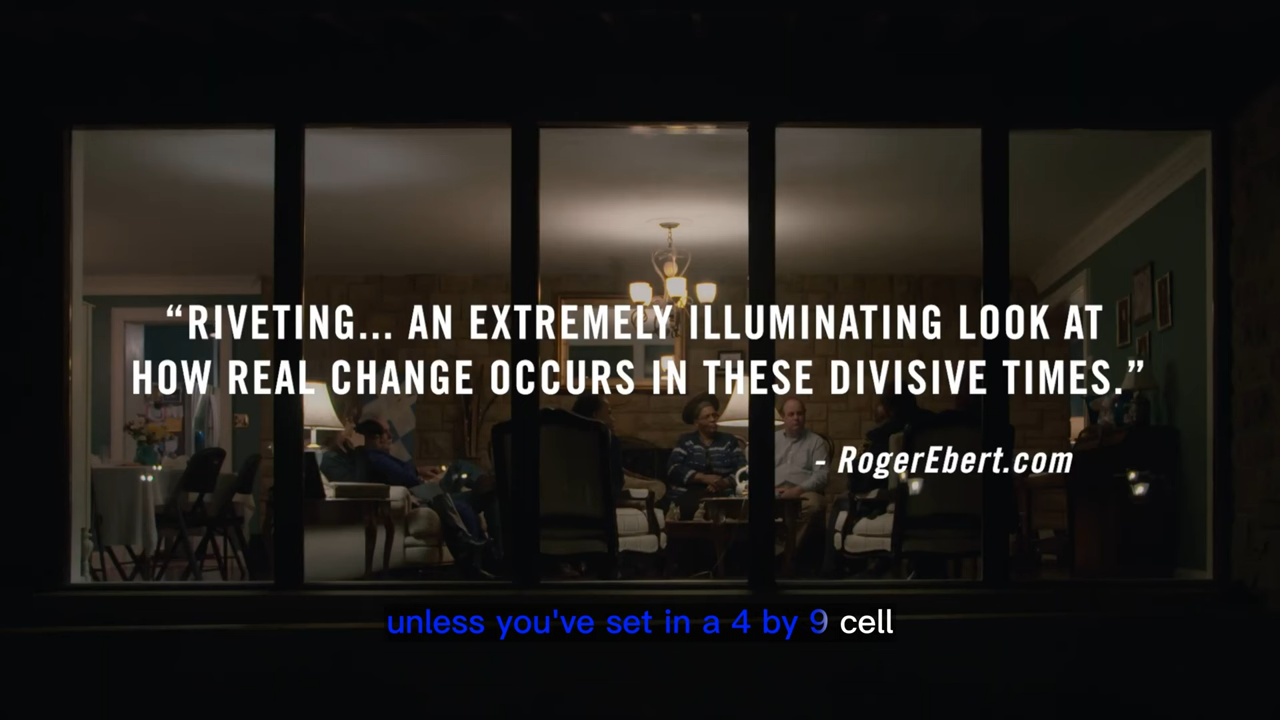 “RIVETING... AN EXTREMELY ILLUMINATING LOOK AT
HOW REAL CHANGE OCCURS IN THESE DIVISIVE TIMES.”
- RogerEbert.com
unless you've set in a 4 by 9 cell